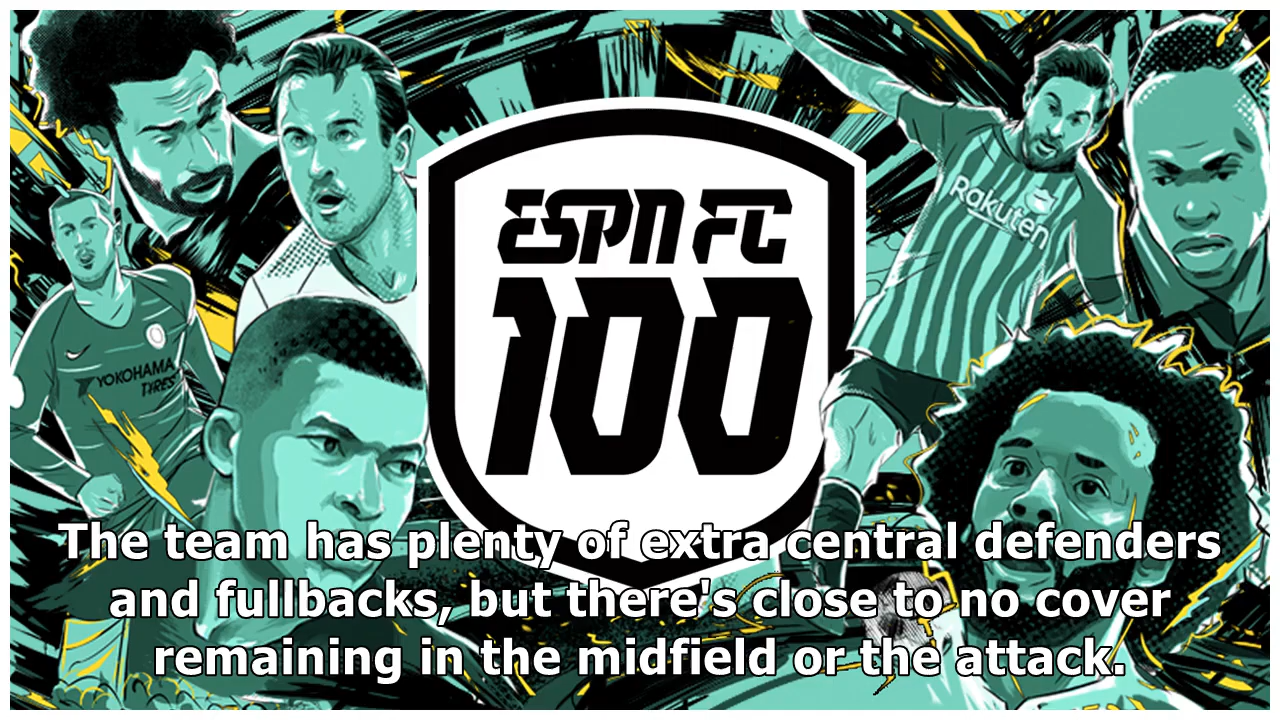 ESPN FC
100
Rakuten
YOKOHAMA
TYRES
The team has plenty of extra central defenders
and fullbacks, but there's close to no cover
remaining in the midfield or the attack.